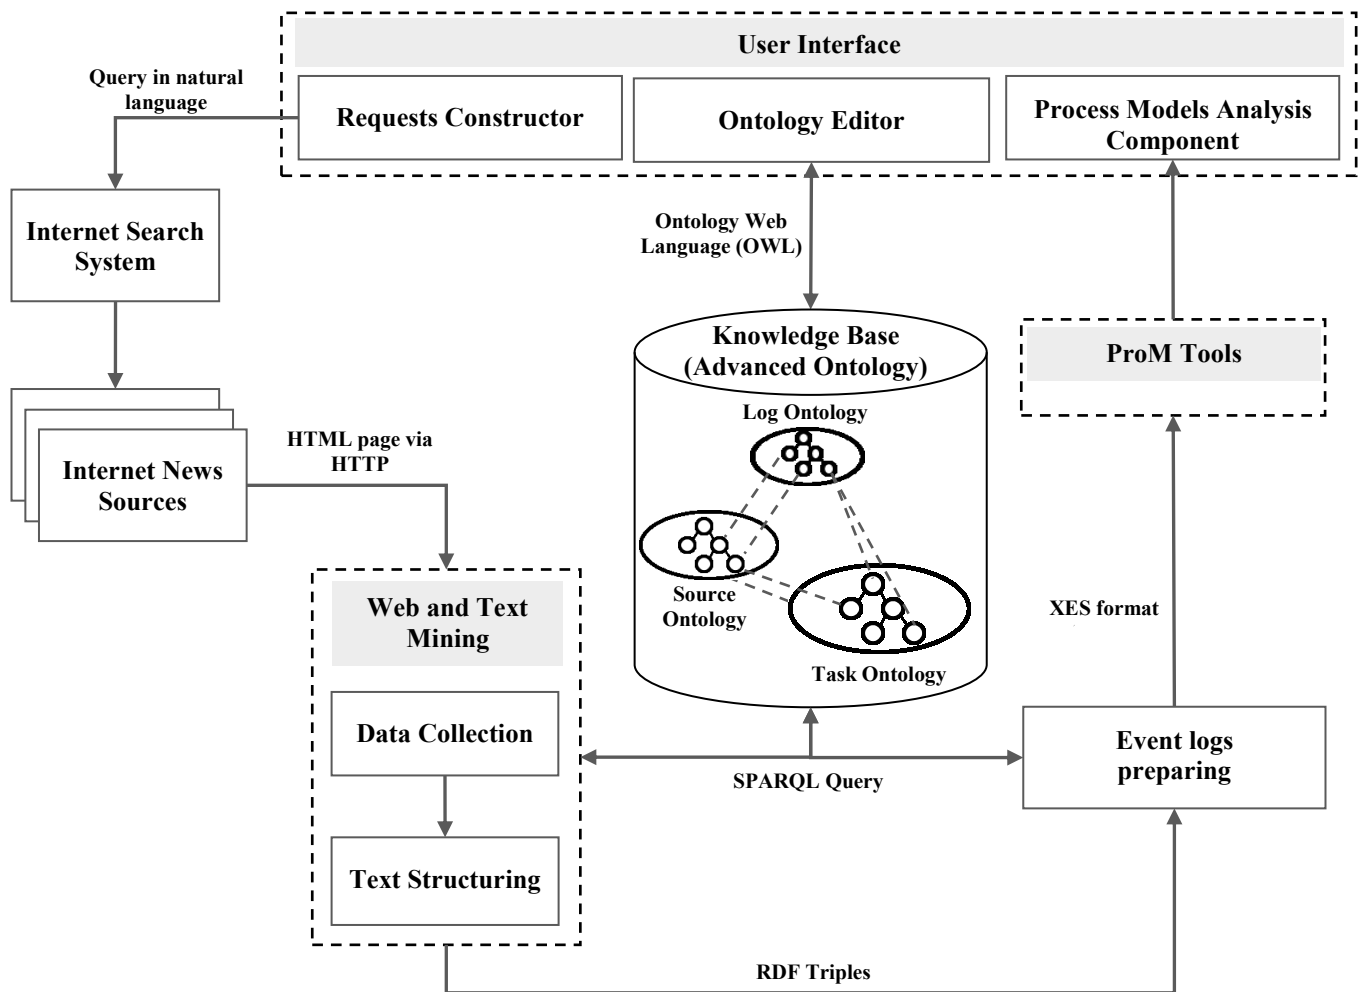 User Interface
Query in natural
language
Requests Constructor
Ontology Editor
Process Models Analysis
Component
Internet Search
System
Ontology Web
Language (OWL)
Knowledge Base
(Advanced Ontology)
ProM Tools
Log Ontology
HTML page via
HTTP
Internet News
Sources
Source
Ontology
Task Ontology
Web and Text
Mining
XES format
Data Collection
Event logs
preparing
SPARQL Query
Text Structuring
RDF Triples